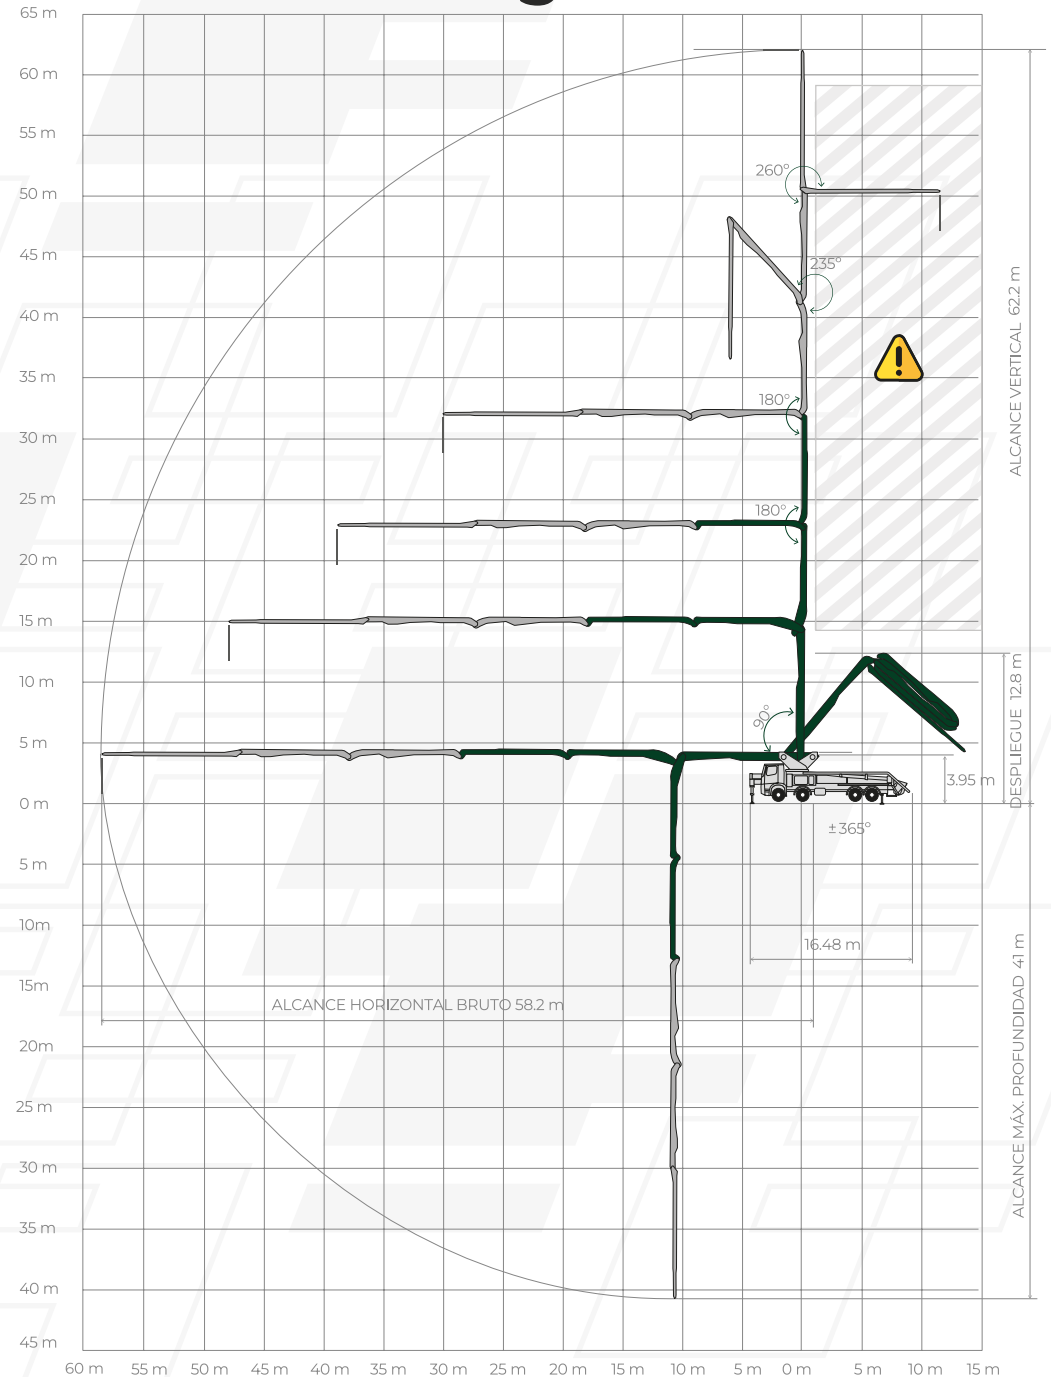 65 m
60 m
55 m
50 m
45 m
40 m
35 m
30 m
25 m
20 m
15 m
10 m
5 m
0 m
5 m
10m
15m
20m
25 m
30 m
35 m
40 m
45 m
60 m 55 m 50 m 45 m 40 m 35 m 30 m 25 m 20 m 15 m 10 m 5 m 0 m 5 m 10 m 15 m
260°
235°
180°
180°
90°
±365°
3.95 m
16.48 m
ALCANCE HORIZONTAL BRUTO 58.2 m
ALCANCE VERTICAL 62.2 m
DESPLIEGUE 12.8 m
ALCANCE MÁX. PROFUNDIDAD 41 m